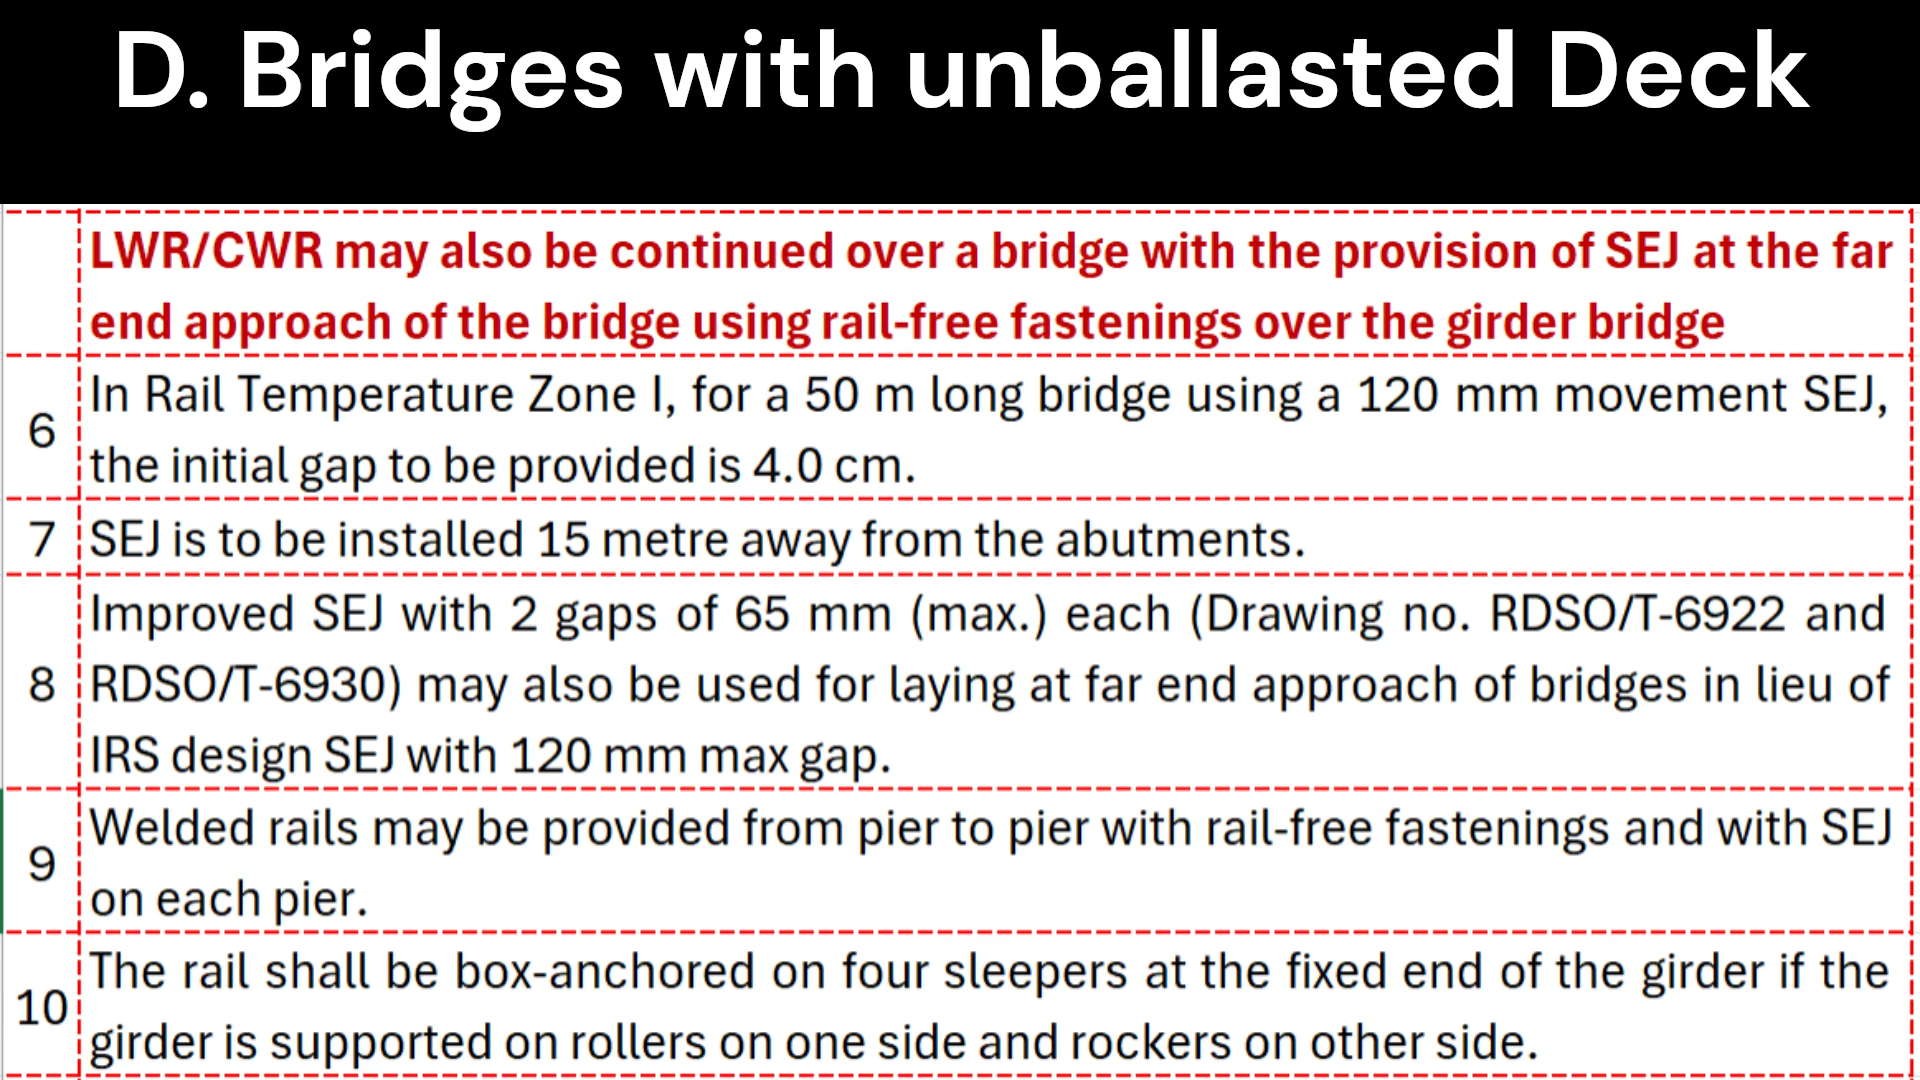 D. Bridges with unballasted Deck
LWR/CWR may also be continued over a bridge with the provision of SEJ at the far
end approach of the bridge using rail-free fastenings over the girder bridge
6
In Rail Temperature Zone I, for a 50 m long bridge using a 120 mm movement SEJ,
the initial gap to be provided is 4.0 cm.
7
SEJ is to be installed 15 metre away from the abutments.
8
Improved SEJ with 2 gaps of 65 mm (max.) each (Drawing no. RDSO/T-6922 and
RDSO/T-6930) may also be used for laying at far end approach of bridges in lieu of
IRS design SEJ with 120 mm max gap.
9
Welded rails may be provided from pier to pier with rail-free fastenings and with SEJ
on each pier.
10
The rail shall be box-anchored on four sleepers at the fixed end of the girder if the
girder is supported on rollers on one side and rockers on other side.